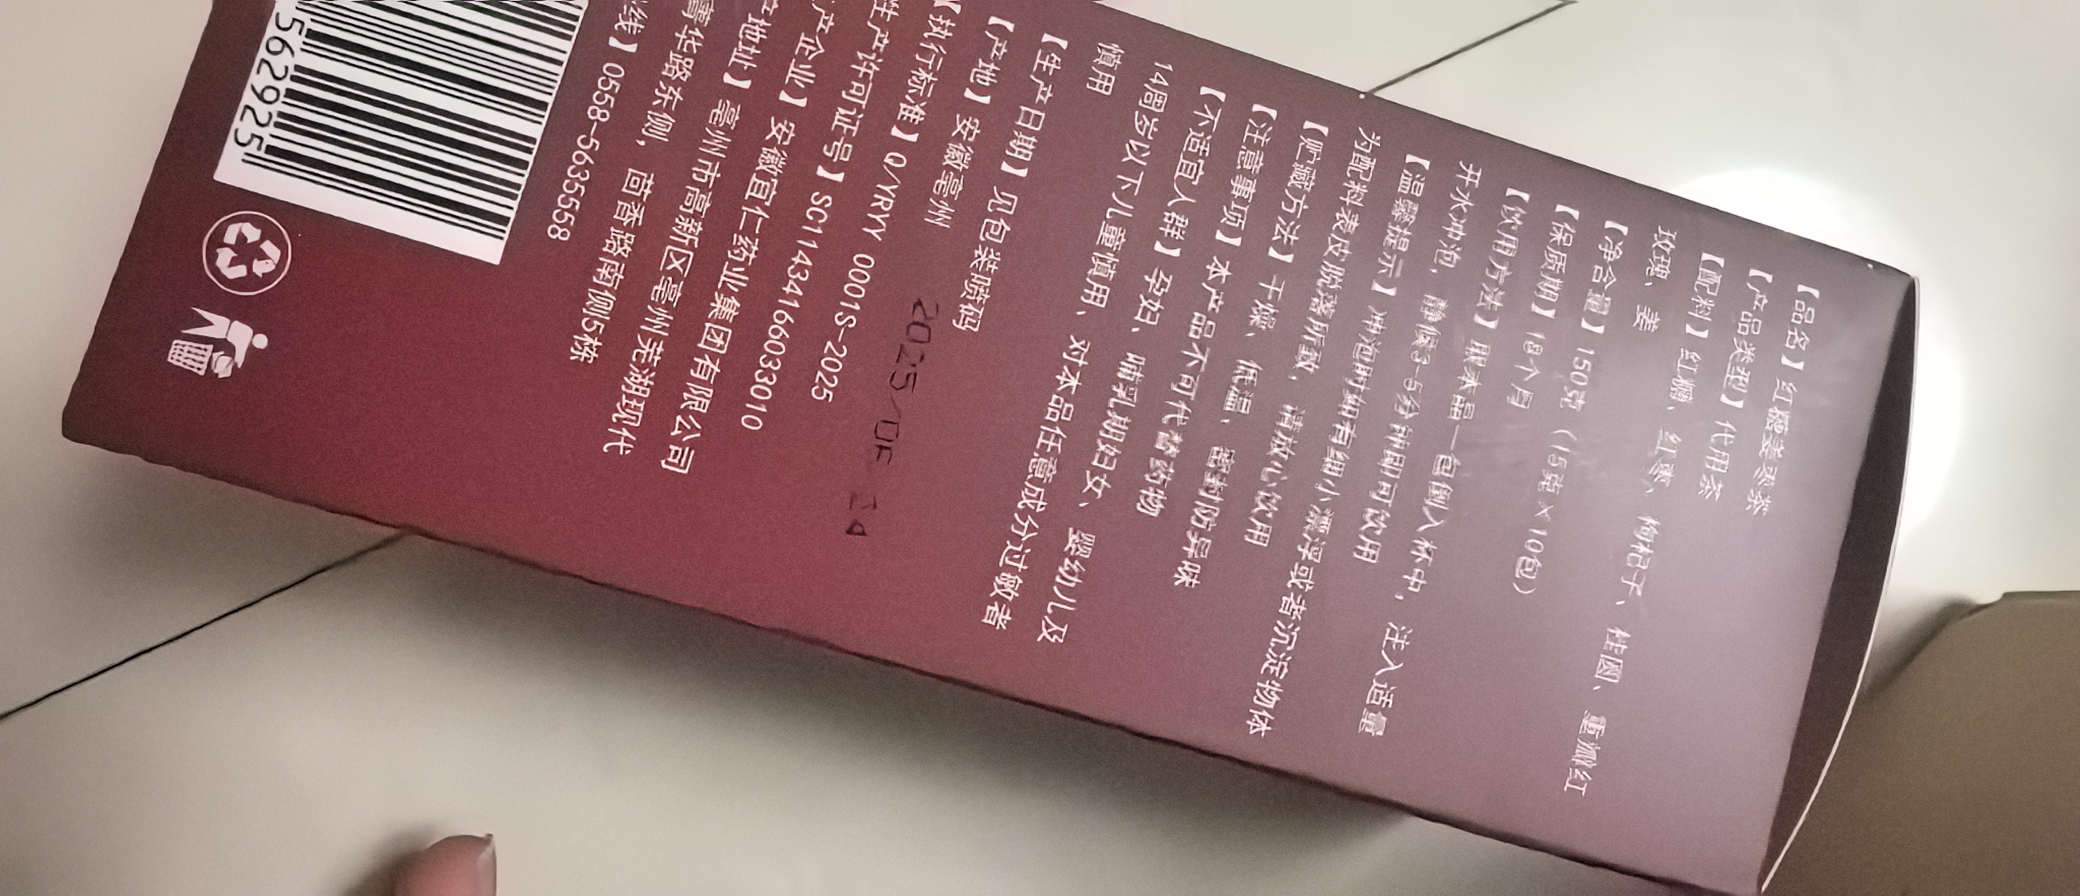 【品名】红糖姜枣茶
【产品类型】代用茶
【配料】红糖、红枣、枸杞子、桂圆、重瓣红
玫瑰、姜
【净含量】150克（15克×10包）
【保质期】18个月
【饮用方法】取本品一包倒入杯中，注入适量
开水冲泡，静候3-5分钟即可饮用
【温馨提示】冲泡时如有细小漂浮或者沉淀物体
为配料表皮脱落所致，请放心饮用
【贮藏方法】干燥、低温、密封防异味
【注意事项】本产品不可代替药物
【不适宜人群】孕妇、哺乳期妇女、婴幼儿及
14周岁以下儿童慎用、对本品任意成分过敏者
慎用
【生产日期】见包装喷码
【产地】安徽亳州
【执行标准】Q/YRYY 0001S-2025
2025/0 14
生产许可证号】SC11434166033010
产企业】安徽宜仁药业集团有限公司
地址】亳州市高新区亳州芜湖现代
华路东侧，茴香路南侧5栋
线】0558-5635568
562925